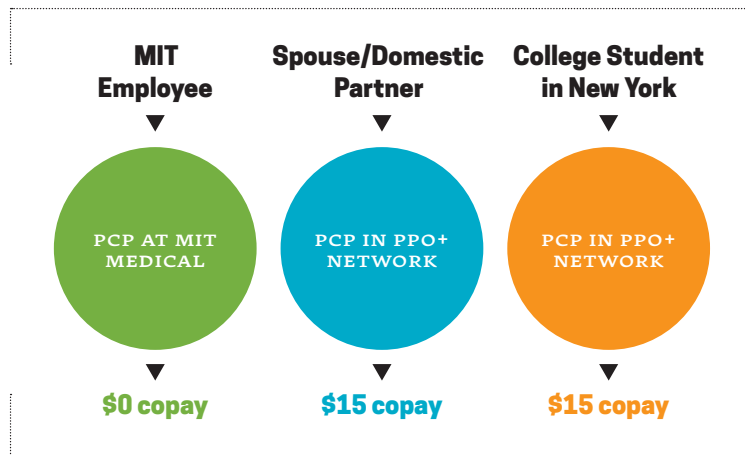 MIT
Employee
Spouse/Domestic
Partner
College Student
in New York
PCP AT MIT
MEDICAL
PCP IN PPO+
NETWORK
PCP IN PPO+
NETWORK
$0 copay
$15 copay
$15 copay